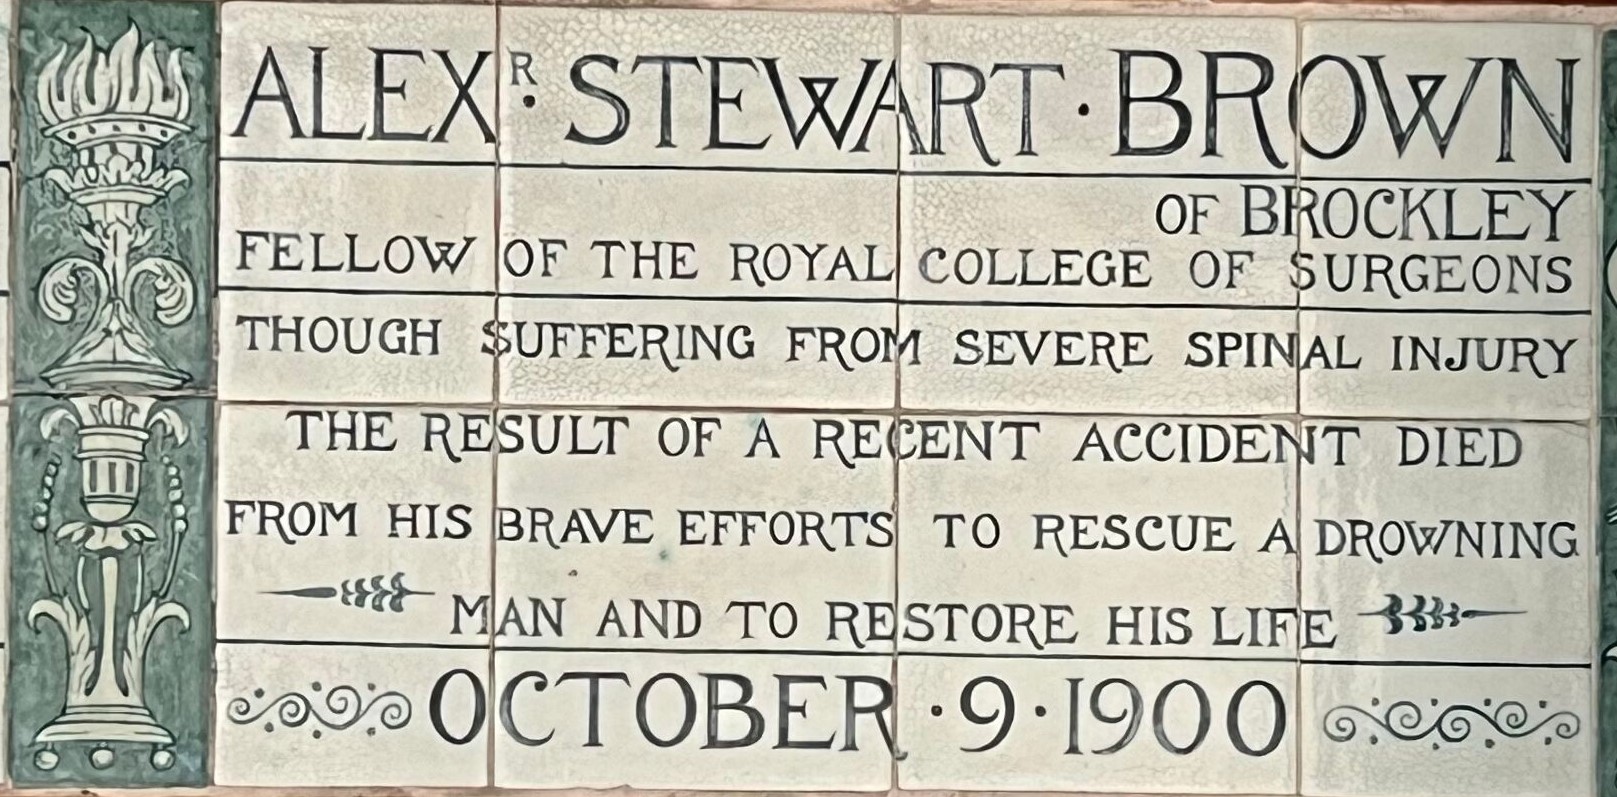 ALEXR. STEWART · BROWN
OF BROCKLEY
FELLOW OF THE ROYAL COLLEGE OF SURGEONS
THOUGH SUFFERING FROM SEVERE SPINAL INJURY
THE RESULT OF A RECENT ACCIDENT DIED
FROM HIS BRAVE EFFORTS TO RESCUE A DROWNING
MAN AND TO RESTORE HIS LIFE
OCTOBER · 9 · 1900